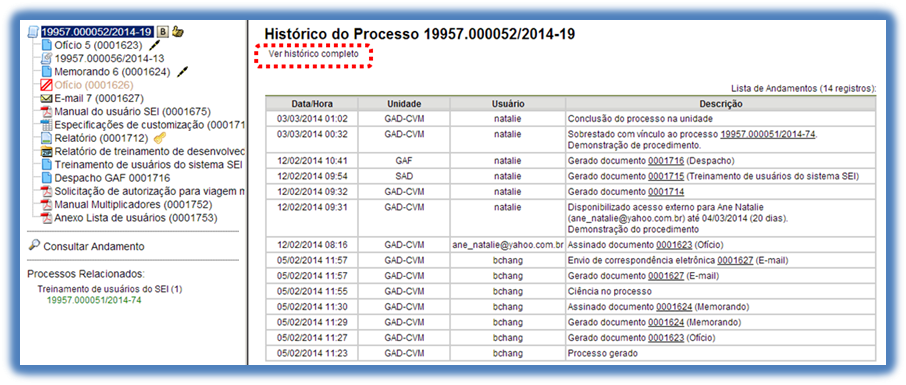 19957.000052/2014-19
Ofício 5 (0001623)
19957.000056/2014-13
Memorando 6 (0001624)
Ofício (0001626)
E-mail 7 (0001627)
Manual do usuário SEI (0001675)
Especificações de customização (000171
Relatório (0001712)
Relatório de treinamento de desenvolvec
Treinamento de usuários do sistema SEI
Despacho GAF 0001716
Solicitação de autorização para viagem n
Manual Multiplicadores (0001752)
Anexo Lista de usuários (0001753)
Consultar Andamento
Processos Relacionados:
Treinamento de usuários do SEI (1)
19957.000051/2014-74
Histórico do Processo 19957.000052/2014-19
Ver histórico completo
Lista de Andamentos (14 registros):
Data/Hora Unidade Usuário Descrição
03/03/2014 01:02 GAD-CVM natalie Conclusão do processo na unidade
03/03/2014 00:32 GAD-CVM natalie Sobrestado com vínculo ao processo 19957.000051/2014-74.
Demonstração de procedimento.
12/02/2014 10:41 GAF natalie Gerado documento 0001716 (Despacho)
12/02/2014 09:54 SAD natalie Gerado documento 0001715 (Treinamento de usuários do sistema SEI)
12/02/2014 09:32 GAD-CVM natalie Gerado documento 0001714
12/02/2014 09:31 GAD-CVM natalie Disponibilizado acesso externo para Ane Natalie
(ane_natalie@yahoo.com.br) até 04/03/2014 (20 dias).
Demonstração do procedimento
12/02/2014 08:16 GAD-CVM ane_natalie@yahoo.com.br Assinado documento 0001623 (Ofício)
05/02/2014 11:57 GAD-CVM bchang Envio de correspondência eletrônica 0001627 (E-mail)
05/02/2014 11:57 GAD-CVM bchang Gerado documento 0001627 (E-mail)
05/02/2014 11:55 GAD-CVM bchang Ciência no processo
05/02/2014 11:30 GAD-CVM bchang Assinado documento 0001624 (Memorando)
05/02/2014 11:29 GAD-CVM bchang Gerado documento 0001624 (Memorando)
05/02/2014 11:27 GAD-CVM bchang Gerado documento 0001623 (Ofício)
05/02/2014 11:23 GAD-CVM bchang Processo gerado